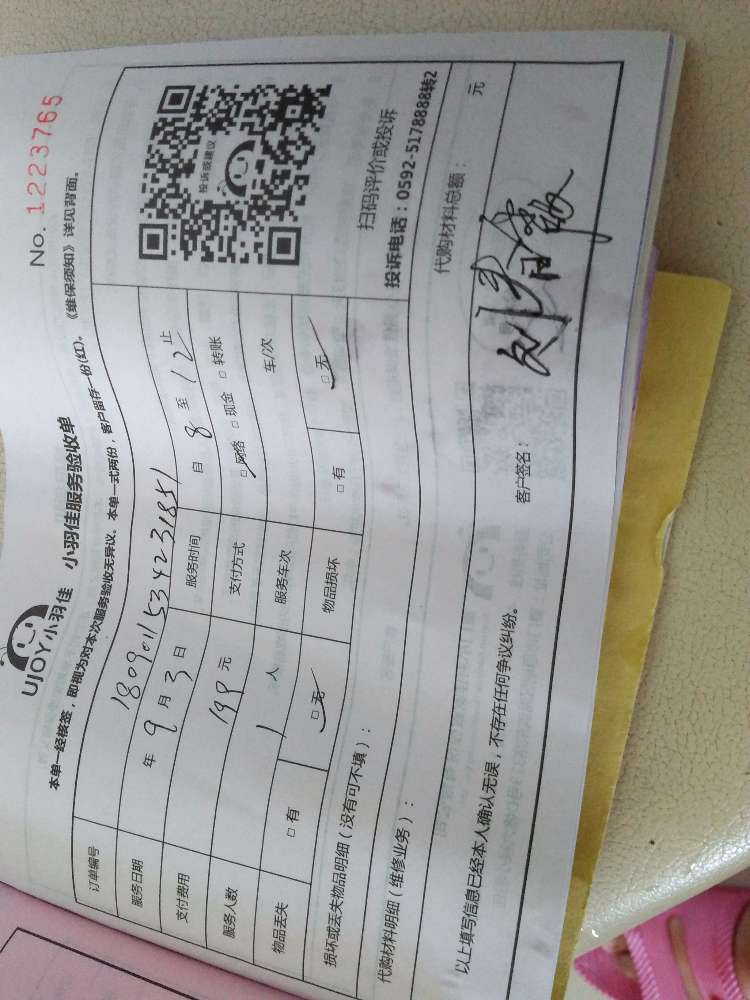 No. 1223765
UJOY小羽佳 小羽佳服务验收单
本单一经核签，即视为对本次服务验收无异议。本单一式两份，客户留存一份(红)。《维保须知》详见背面。
订单编号 180901153423 1851
服务日期 年 9 月 3 日 服务时间 自 8 至 12 止
支付费用 199 元 支付方式 □网络 □现金 □转账
服务人数 1 人 服务车次 车/次
物品丢失 □有 □无 物品损坏 □有 □无
投诉或建议
扫码评价或投诉
投诉电话：0592-5178888转2
损坏或丢失物品明细（没有可不填）：
代购材料明细（维修业务）： 代购材料总额： 元
以上填写信息已经本人确认无误，不存在任何争议纠纷。 客户签名：